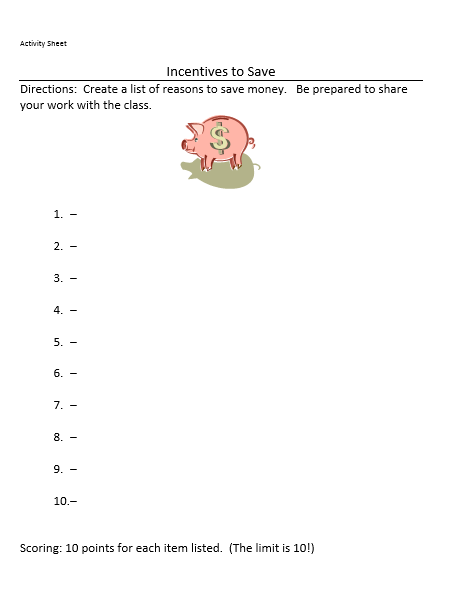 Activity Sheet
Incentives to Save
Directions:  Create a list of reasons to save money.   Be prepared to share
your work with the class.
$
1. –
2. –
3. –
4. –
5. –
6. –
7. –
8. –
9. –
10.–
Scoring: 10 points for each item listed.  (The limit is 10!)